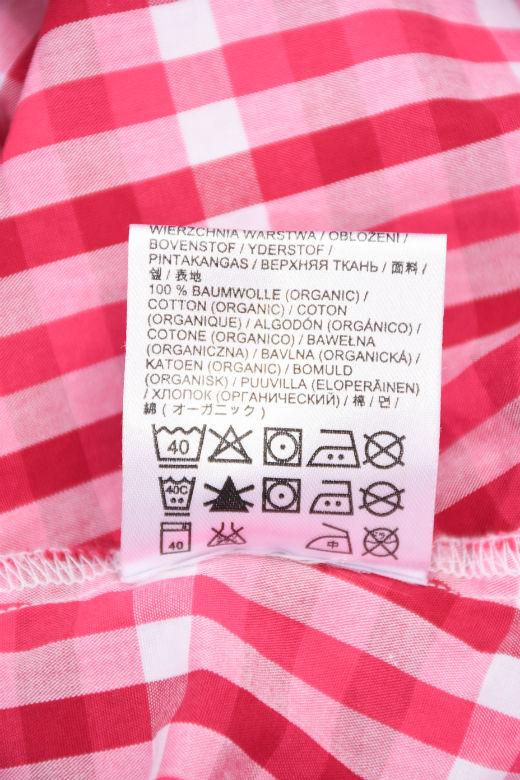 WIERZCHNIA WARSTWA / OBLOŽENI /
BOVENSTOF / YDERSTOF /
PINTAKANGAS / ВЕРХНЯЯ ТКАНЬ / 面料 /
쉘 / 表地
100 % BAUMWOLLE (ORGANIC) /
COTTON (ORGANIC) / COTON
(ORGANIQUE) / ALGODÓN (ORGÁNICO) /
COTONE (ORGANICO) / BAWEŁNA
(ORGANICZNA) / BAVLNA (ORGANICKÁ) /
KATOEN (ORGANIC) / BOMULD
(ORGANISK) / PUUVILLA (ELOPERÄINEN)
/ ХЛОПОК (ОРГАНИЧЕСКИЙ) / 棉 / 면 /
綿 ( オーガニック )
40
40C
40 中